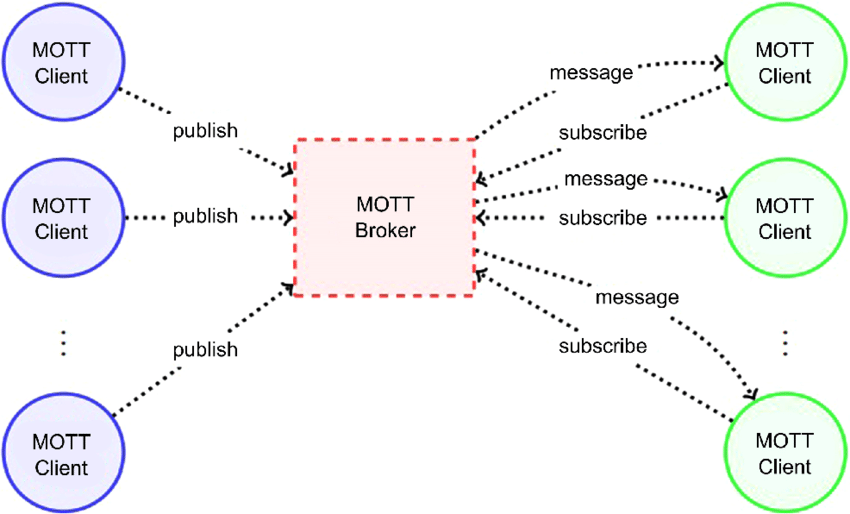 MOTT
Client
publish
MOTT
Client
publish
⋮
MOTT
Client
publish
MOTT
Broker
message
subscribe
message
subscribe
message
subscribe
MOTT
Client
MOTT
Client
⋮
MOTT
Client